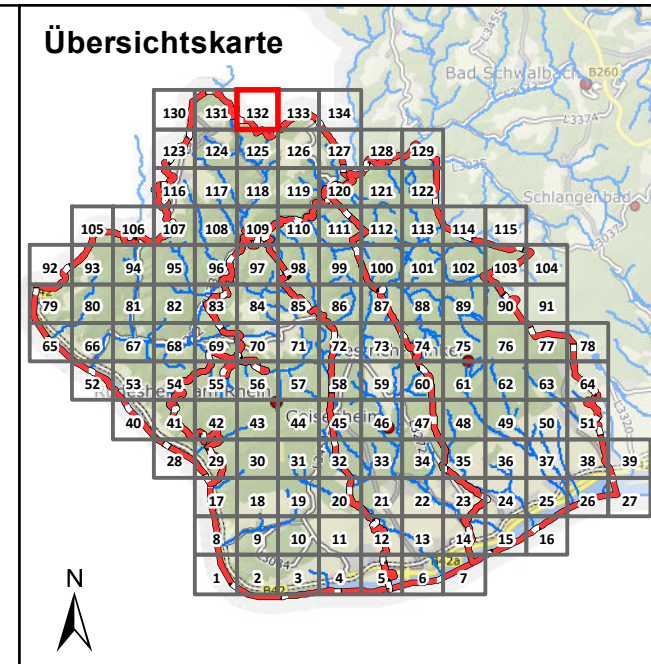 Übersichtskarte
L3455
Bad Schwalbach
B260
130 131 132 133 134
L3374
123 124 125 126 127 128 129
L3035
116 117 118 119 120 121 122
Schlangenbad
105 106 107 108 109 110 111 112 113 114 115
L3037
92 93 94 95 96 97 98 99 100 101 102 103 104
79 80 81 82 83 84 85 86 87 88 89 90 91
65 66 67 68 69 70 71 72 73 74 75 76 77 78
52 53 54 55 56 57 58 59 60 61 62 63 64
L3320
40 41 42 43 44 45 46 47 48 49 50 51
Geisenheim
28 29 30 31 32 33 34 35 36 37 38 39
17 18 19 20 21 22 23 24 25 26 27
8 9 10 11 12 13 14 15 16
L3034
B42a
1 2 3 4 5 6 7
B42
N